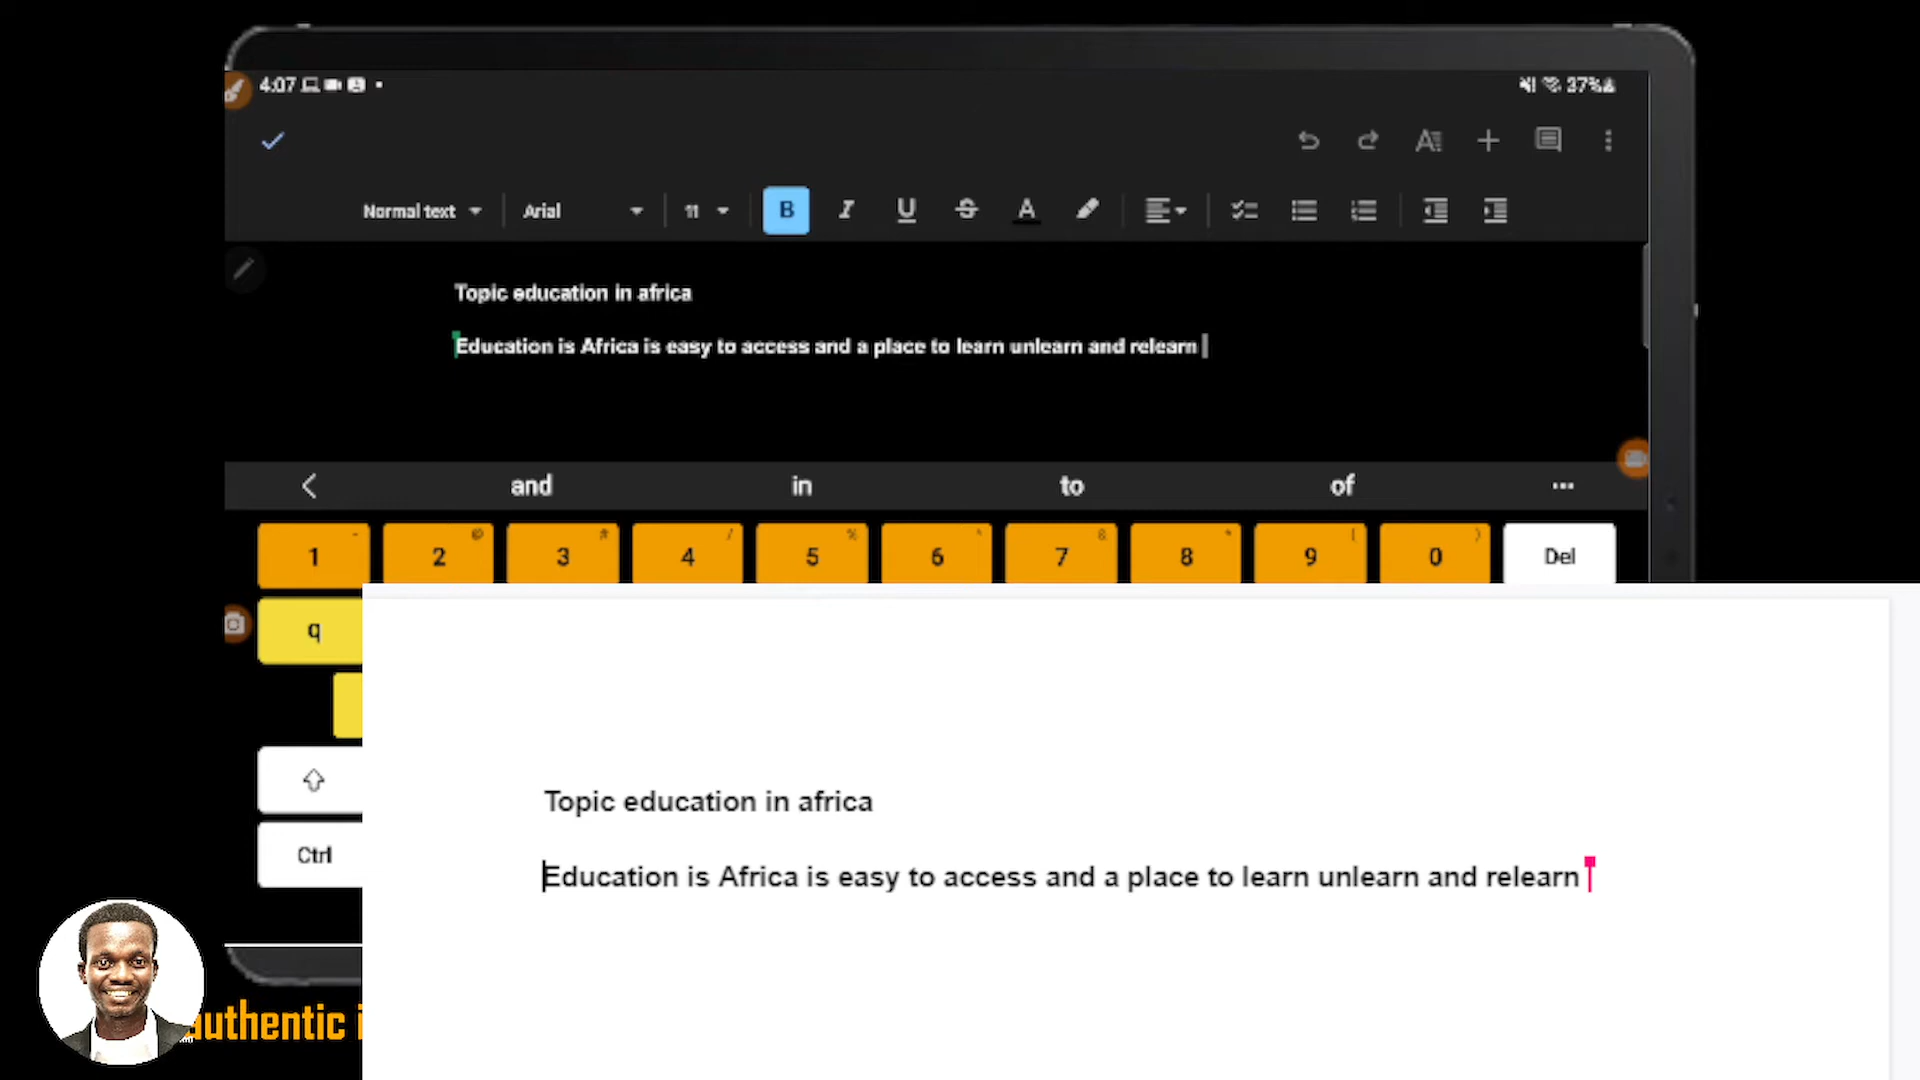 4:07 37%
Normal text Arial 11 B I U S A
Topic education in africa
Education is Africa is easy to access and a place to learn unlearn and relearn
and in to of
1 2 3 4 5 6 7 8 9 0 Del
q
Ctrl
Topic education in africa
Education is Africa is easy to access and a place to learn unlearn and relearn
authentic i